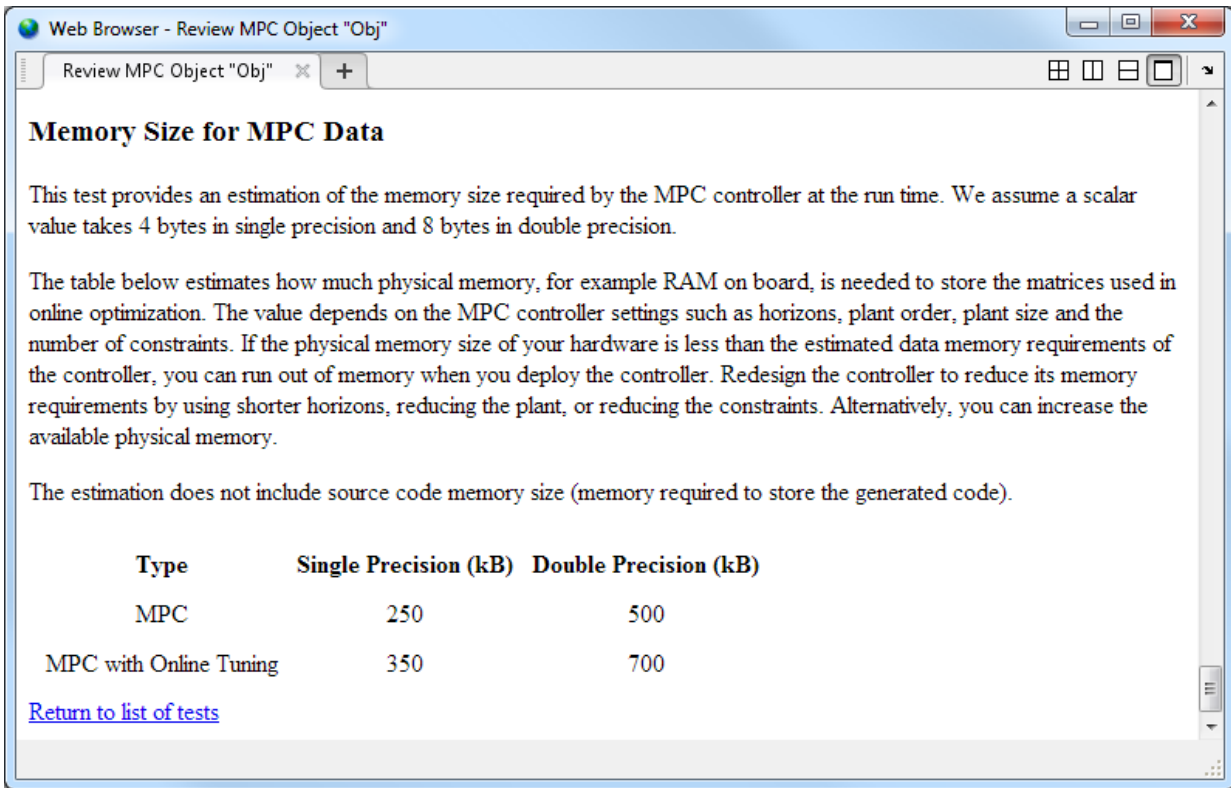 Web Browser - Review MPC Object "Obj"
Review MPC Object "Obj"
Memory Size for MPC Data
This test provides an estimation of the memory size required by the MPC controller at the run time. We assume a scalar
value takes 4 bytes in single precision and 8 bytes in double precision.
The table below estimates how much physical memory, for example RAM on board, is needed to store the matrices used in
online optimization. The value depends on the MPC controller settings such as horizons, plant order, plant size and the
number of constraints. If the physical memory size of your hardware is less than the estimated data memory requirements of
the controller, you can run out of memory when you deploy the controller. Redesign the controller to reduce its memory
requirements by using shorter horizons, reducing the plant, or reducing the constraints. Alternatively, you can increase the
available physical memory.
The estimation does not include source code memory size (memory required to store the generated code).
Type Single Precision (kB) Double Precision (kB)
MPC 250 500
MPC with Online Tuning 350 700
Return to list of tests